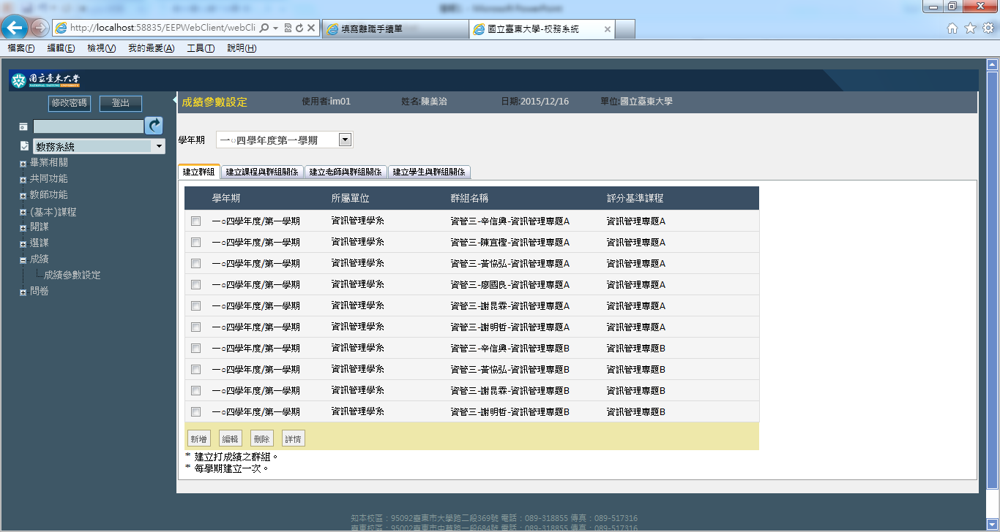 http://localhost:58835/EEPWebClient/webCli
填寫離職手續單
國立臺東大學-校務系統
檔案(F) 編輯(E) 檢視(V) 我的最愛(A) 工具(T) 說明(H)
國立臺東大學
NATIONAL TAITUNG UNIVERSITY
修改密碼 登出
成績參數設定 使用者:im01 姓名:陳美治 日期:2015/12/16 單位:國立臺東大學
教務系統
畢業相關
共同功能
教師功能
(基本)課程
開課
選課
成績
成績參數設定
問卷
學年期 一○四學年度第一學期
建立群組 建立課程與群組關係 建立老師與群組關係 建立學生與群組關係
學年期 所屬單位 群組名稱 評分基準課程
一○四學年度/第一學期 資訊管理學系 資管三-辛信興-資訊管理專題A 資訊管理專題A
一○四學年度/第一學期 資訊管理學系 資管三-陳宜檉-資訊管理專題A 資訊管理專題A
一○四學年度/第一學期 資訊管理學系 資管三-黃恊弘-資訊管理專題A 資訊管理專題A
一○四學年度/第一學期 資訊管理學系 資管三-廖國良-資訊管理專題A 資訊管理專題A
一○四學年度/第一學期 資訊管理學系 資管三-謝昆霖-資訊管理專題A 資訊管理專題A
一○四學年度/第一學期 資訊管理學系 資管三-謝明哲-資訊管理專題A 資訊管理專題A
一○四學年度/第一學期 資訊管理學系 資管三-辛信興-資訊管理專題B 資訊管理專題B
一○四學年度/第一學期 資訊管理學系 資管三-黃恊弘-資訊管理專題B 資訊管理專題B
一○四學年度/第一學期 資訊管理學系 資管三-謝昆霖-資訊管理專題B 資訊管理專題B
一○四學年度/第一學期 資訊管理學系 資管三-謝明哲-資訊管理專題B 資訊管理專題B
新增 編輯 刪除 詳情
* 建立打成績之群組。
* 每學期建立一次。
知本校區：95092臺東市大學路二段369號 電話：089-318855 傳真：089-517316
臺東校區：95002臺東市中華路一段684號 電話：089-318855 傳真：089-517316